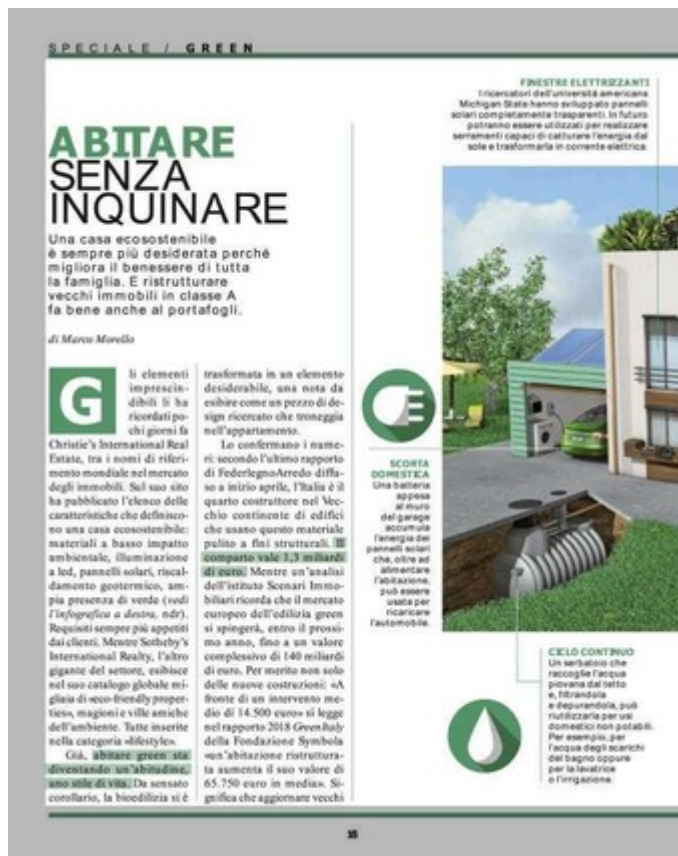 SPECIALE / GREEN
ABITARE
SENZA
INQUINARE
Una casa ecosostenibile
è sempre più desiderata perché
migliora il benessere di tutta
la famiglia. E ristrutturare
vecchi immobili in classe A
fa bene anche al portafogli.
di Marco Morello
Gli elementi
imprescin-
dibili li ha
ricordati po-
chi giorni fa
Christie's International Real
Estate, tra i nomi di riferi-
mento mondiale nel mercato
degli immobili. Sul suo sito
ha pubblicato l'elenco delle
caratteristiche che definisco-
no una casa ecosostenibile:
materiali a basso impatto
ambientale, illuminazione
a led, pannelli solari, riscal-
damento geotermico, am-
pia presenza di verde (vedi
l'infografica a destra, ndr).
Requisiti sempre più appetiti
dai clienti. Mentre Sotheby's
International Realty, l'altro
gigante del settore, esibisce
nel suo catalogo globale mi-
gliaia di «eco-friendly proper-
ties», magioni e ville amiche
dell'ambiente. Tutte inserite
nella categoria «lifestyle».
Già, abitare green sta
diventando un'abitudine,
uno stile di vita. Da sensato
corollario, la bioedilizia si è
trasformata in un elemento
desiderabile, una nota da
esibire come un pezzo di de-
sign ricercato che troneggia
nell'appartamento.
Lo confermano i nume-
ri: secondo l'ultimo rapporto
di FederlegnoArredo diffu-
so a inizio aprile, l'Italia è il
quarto costruttore nel Vec-
chio continente di edifici
che usano questo materiale
pulito a fini strutturali. Il
comparto vale 1,3 miliardi
di euro. Mentre un'analisi
dell'istituto Scenari Immo-
biliari ricorda che il mercato
europeo dell'edilizia green
si spingerà, entro il prossi-
mo anno, fino a un valore
complessivo di 140 miliardi
di euro. Per merito non solo
delle nuove costruzioni: «A
fronte di un intervento me-
dio di 14.500 euro» si legge
nel rapporto 2018 GreenItaly
della Fondazione Symbola
«un'abitazione ristruttura-
ta aumenta il suo valore di
65.750 euro in media». Si-
gnifica che aggiornare vecchi
FINESTRE ELETTRIZZANTI
I ricercatori dell'università americana
Michigan State hanno sviluppato pannelli
solari completamente trasparenti. In futuro
potranno essere utilizzati per realizzare
serramenti capaci di catturare l'energia dal
sole e trasformarla in corrente elettrica.
SCORTA
DOMESTICA
Una batteria
appesa
al muro
del garage
accumula
l'energia dei
pannelli solari
che, oltre ad
alimentare
l'abitazione,
può essere
usata per
ricaricare
l'automobile.
CICLO CONTINUO
Un serbatoio che
raccoglie l'acqua
piovana dal tetto
e, filtrandola
e depurandola, può
riutilizzarla per usi
domestici non potabili.
Per esempio, per
l'acqua degli scarichi
del bagno oppure
per la lavatrice
o l'irrigazione.